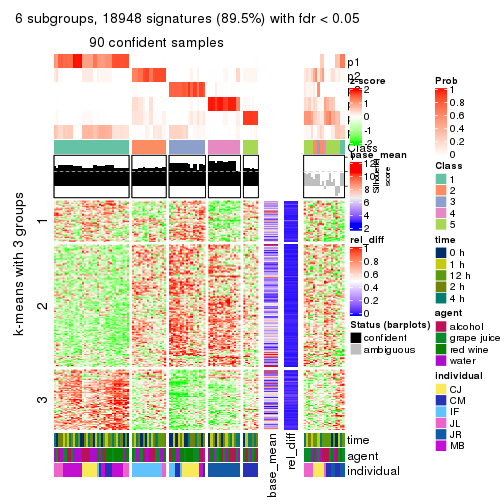 6 subgroups, 18948 signatures (89.5%) with fdr < 0.05
90 confident samples
k-means with 3 groups
1
2
3
p1
p2
Class
Silhouette
score
time
agent
individual
base_mean
rel_diff
z-score
2
1
0
-1
-2
base_mean
12
10
8
6
4
2
rel_diff
1
0.8
0.6
0.4
0.2
0
Status (barplots)
confident
ambiguous
Prob
1
0.8
0.6
0.4
0.2
0
Class
1
2
3
4
5
time
0 h
1 h
12 h
2 h
4 h
agent
alcohol
grape juice
red wine
water
individual
CJ
CM
IF
JL
JR
MB